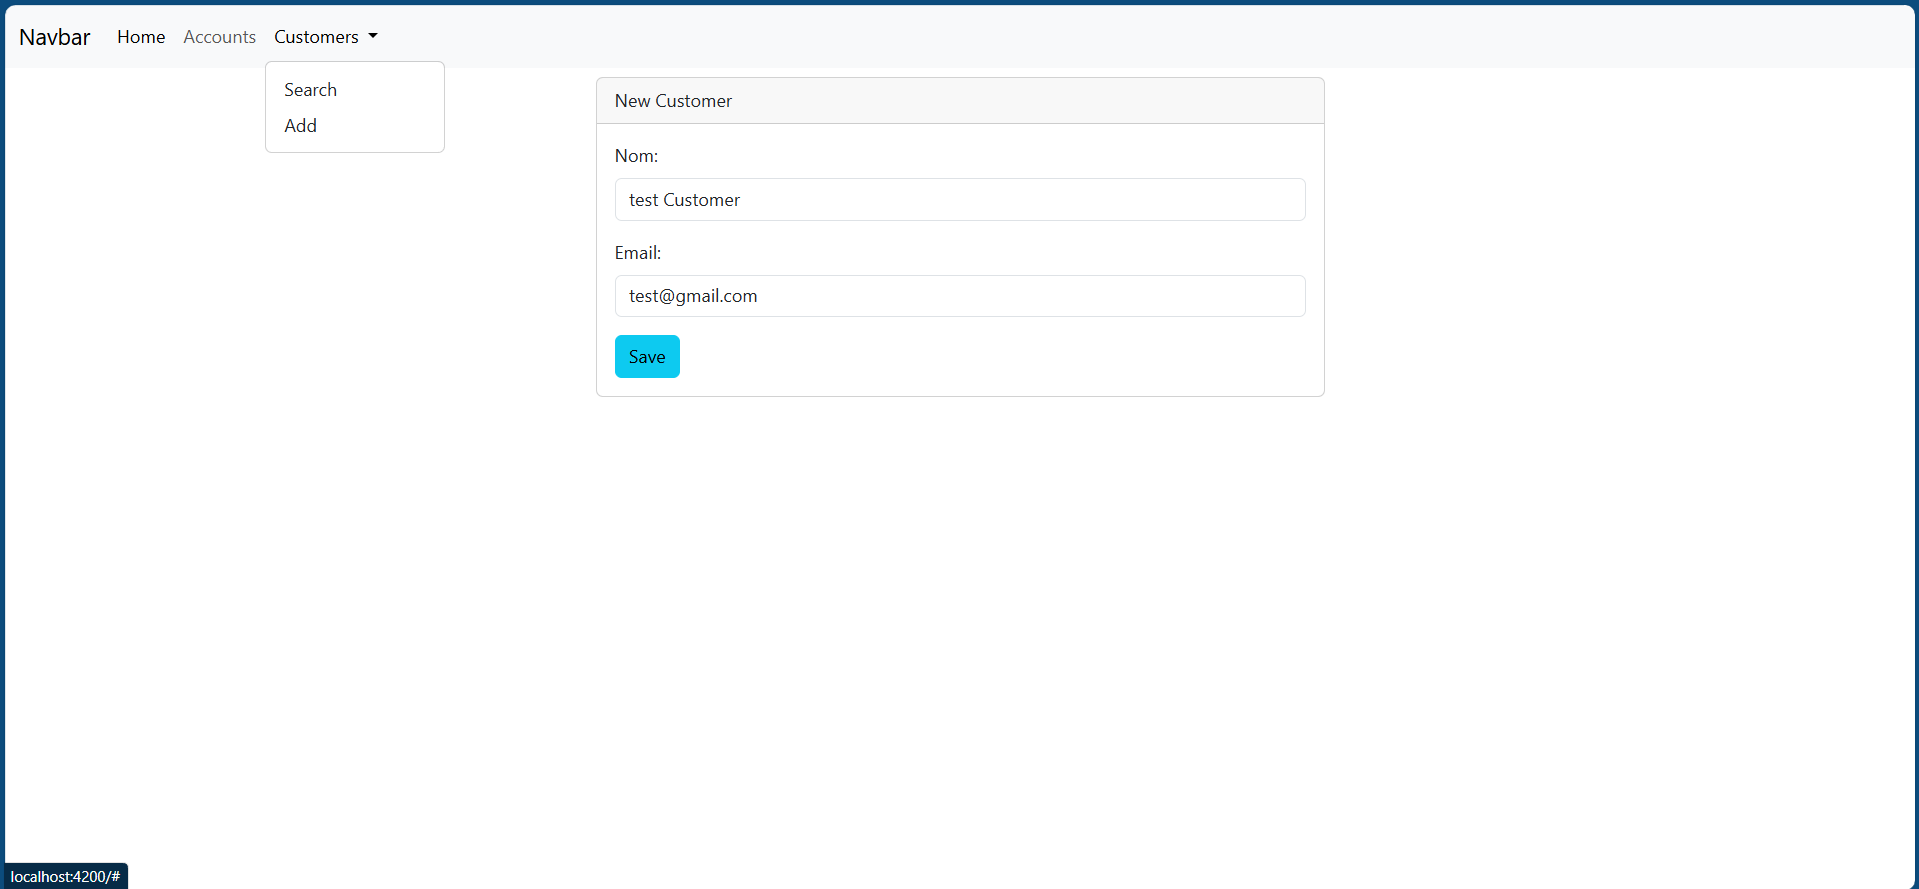 Navbar Home Accounts Customers
Search
Add
New Customer
Nom:
test Customer
Email:
test@gmail.com
Save
localhost:4200/#